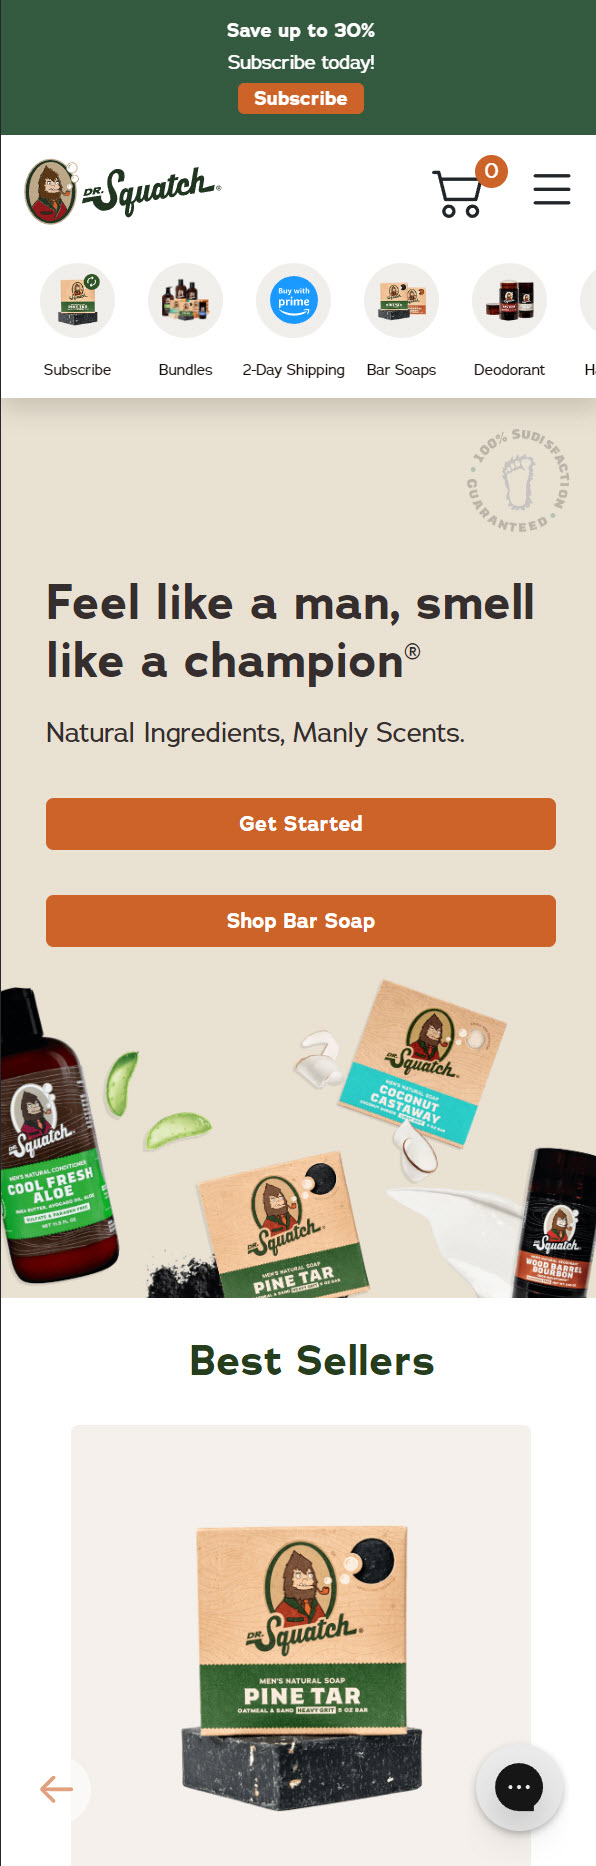 Save up to 30%
Subscribe today!
Subscribe
DR. Squatch®
0
Buy with
prime
Subscribe
Bundles
2-Day Shipping
Bar Soaps
Deodorant
100% SUDISFACTION GUARANTEED
Feel like a man, smell
like a champion®
Natural Ingredients, Manly Scents.
Get Started
Shop Bar Soap
DR. Squatch
MEN'S NATURAL SOAP
COCONUT
CASTAWAY
DR. Squatch
MEN'S NATURAL CONDITIONER
COOL FRESH
ALOE
SULFATE & PARABEN FREE
DR. Squatch
MEN'S NATURAL SOAP
PINE TAR
Squatch
WOOD BARREL
BOURBON
Best Sellers
DR. Squatch
MEN'S NATURAL SOAP
PINE TAR
OATMEAL & SAND HEAVY GRIT 5 OZ BAR